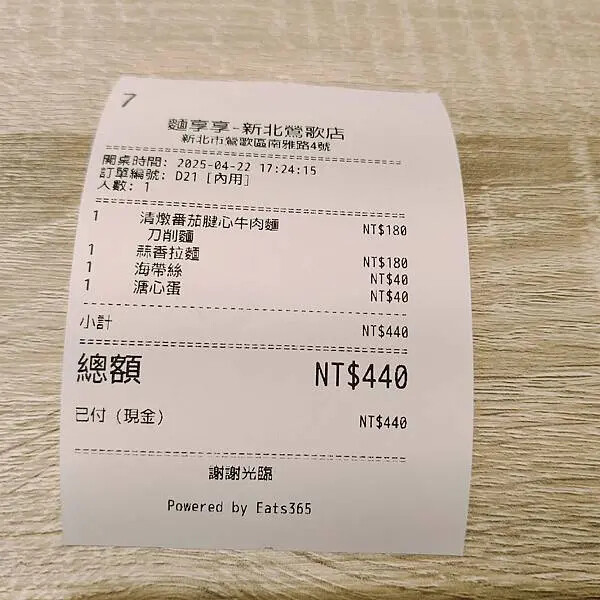 7
麵享享-新北鶯歌店
新北市鶯歌區南雅路4號
開桌時間: 2025-04-22 17:24:15
訂單編號: D21 [內用]
人數: 1
1 清燉番茄腱心牛肉麵 NT$180
刀削麵
1 蒜香拉麵 NT$180
1 海帶絲 NT$40
1 溏心蛋 NT$40
小計 NT$440
總額 NT$440
已付 (現金) NT$440
謝謝光臨
Powered by Eats365